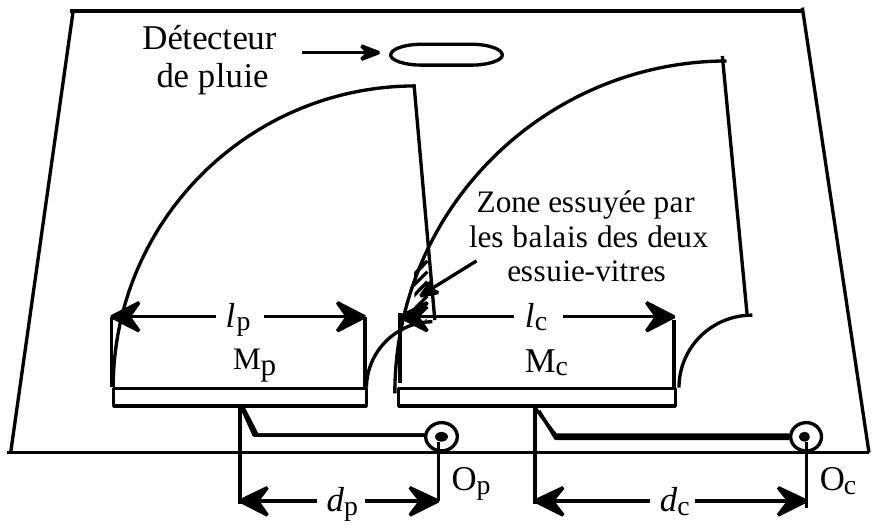 Détecteur
de pluie
Zone essuyée par
les balais des deux
essuie-vitres
lp
lc
Mp
Mc
Op
Oc
dp
dc